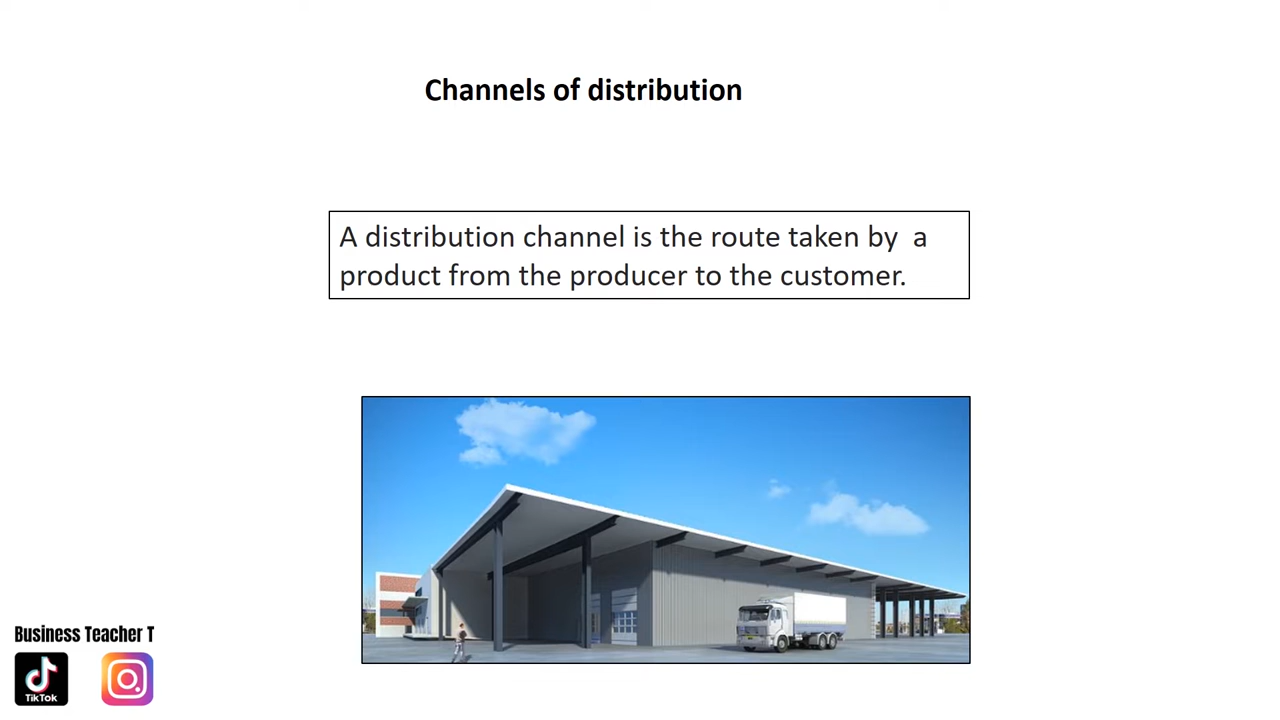 Channels of distribution
A distribution channel is the route taken by  a
product from the producer to the customer.
Business Teacher T
TikTok